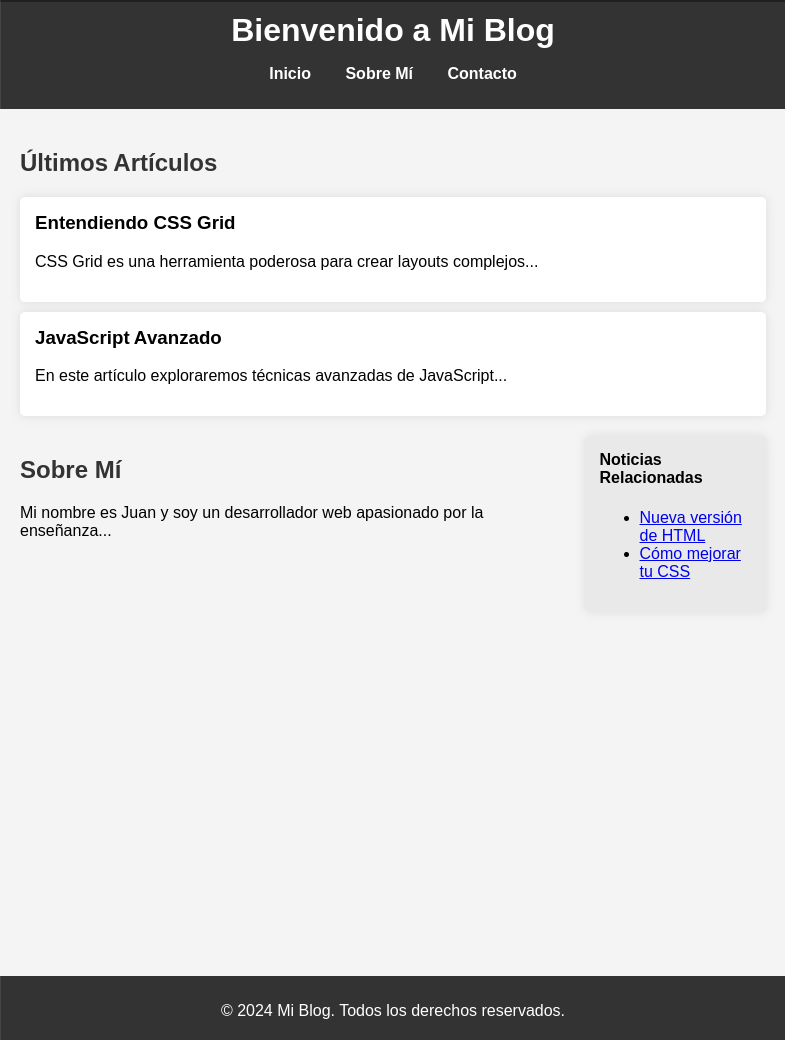 Bienvenido a Mi Blog
Inicio Sobre Mí Contacto
Últimos Artículos
Entendiendo CSS Grid
CSS Grid es una herramienta poderosa para crear layouts complejos...
JavaScript Avanzado
En este artículo exploraremos técnicas avanzadas de JavaScript...
Sobre Mí
Mi nombre es Juan y soy un desarrollador web apasionado por la
enseñanza...
Noticias
Relacionadas
Nueva versión
de HTML
Cómo mejorar
tu CSS
© 2024 Mi Blog. Todos los derechos reservados.